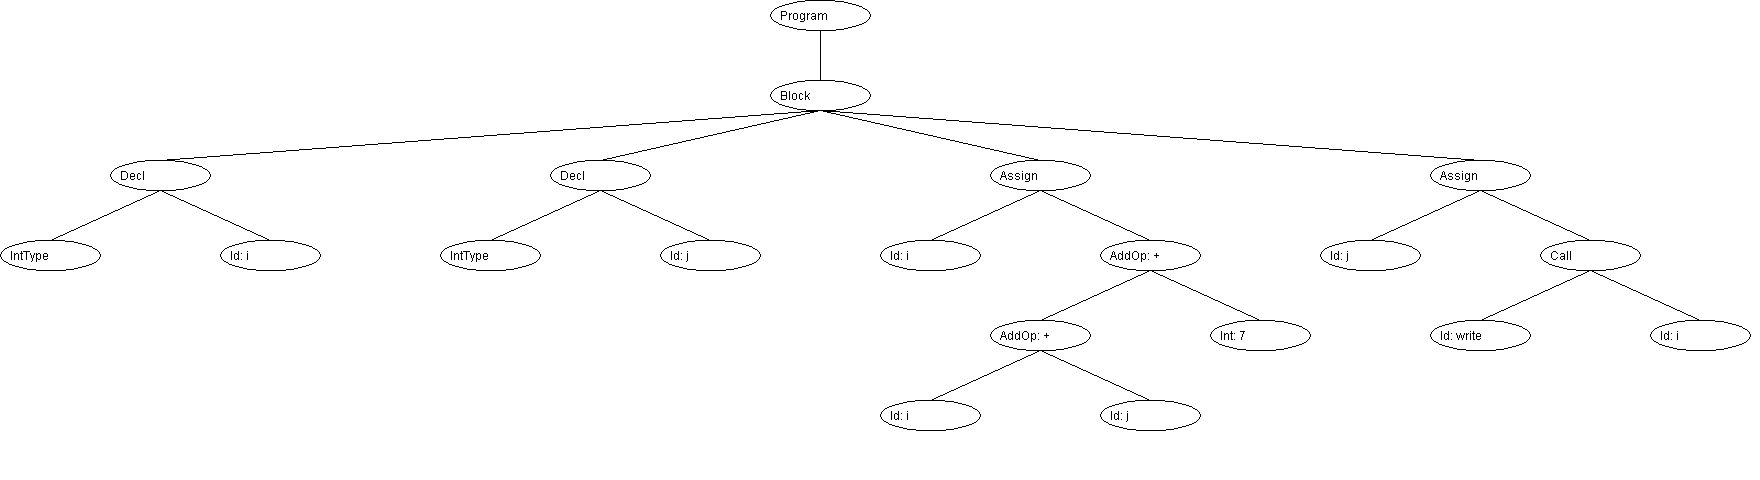 Program
Block
Decl
Decl
Assign
Assign
IntType
Id: i
IntType
Id: j
Id: i
AddOp: +
Id: j
Call
AddOp: +
Int: 7
Id: write
Id: i
Id: i
Id: j